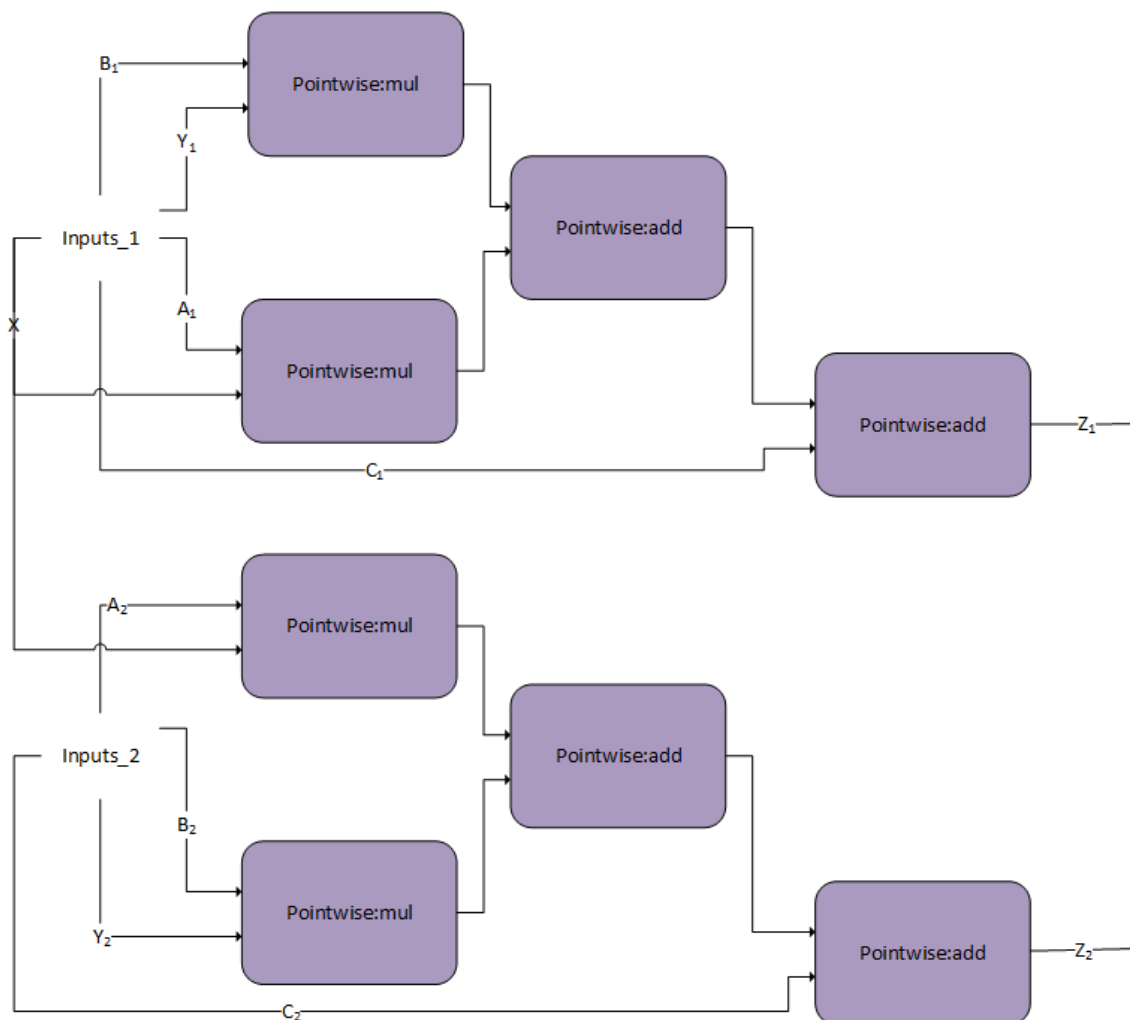 B₁
Pointwise:mul
Y₁
Pointwise:add
Inputs_1
A₁
X
Pointwise:mul
Pointwise:add
Z₁
C₁
A₂
Pointwise:mul
Pointwise:add
Inputs_2
B₂
Pointwise:mul
Y₂
Pointwise:add
Z₂
C₂